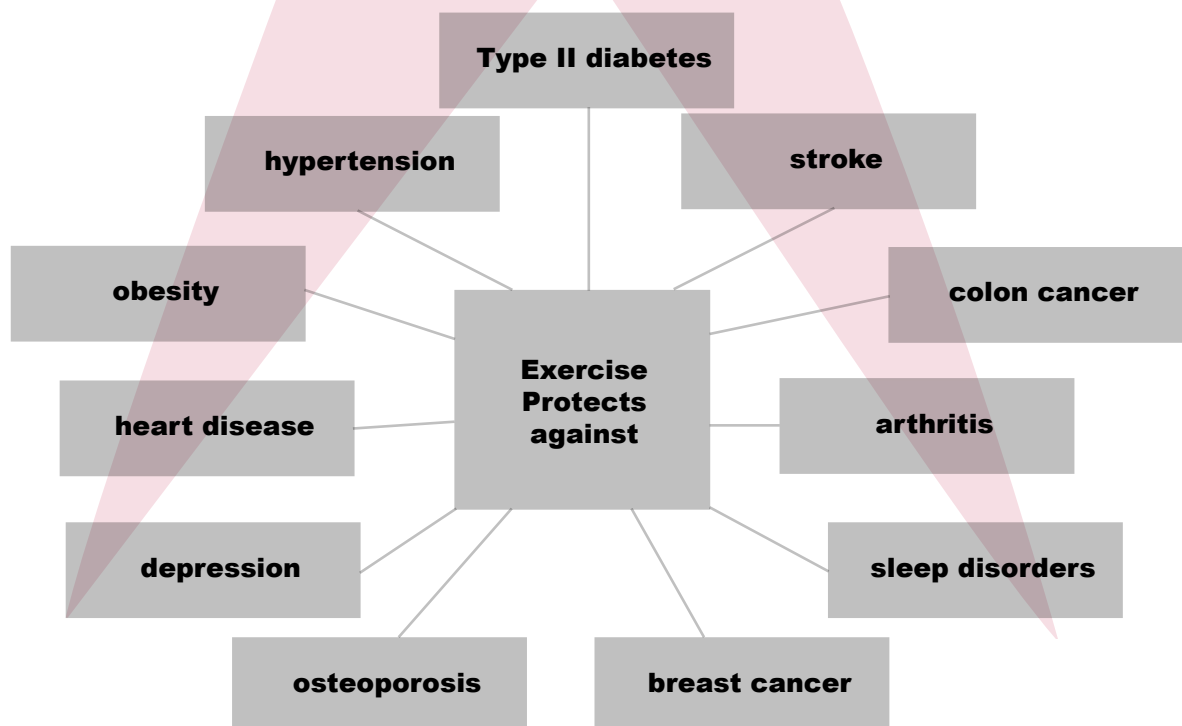 Type II diabetes
hypertension
stroke
obesity
colon cancer
Exercise
Protects
against
heart disease
arthritis
depression
sleep disorders
osteoporosis
breast cancer